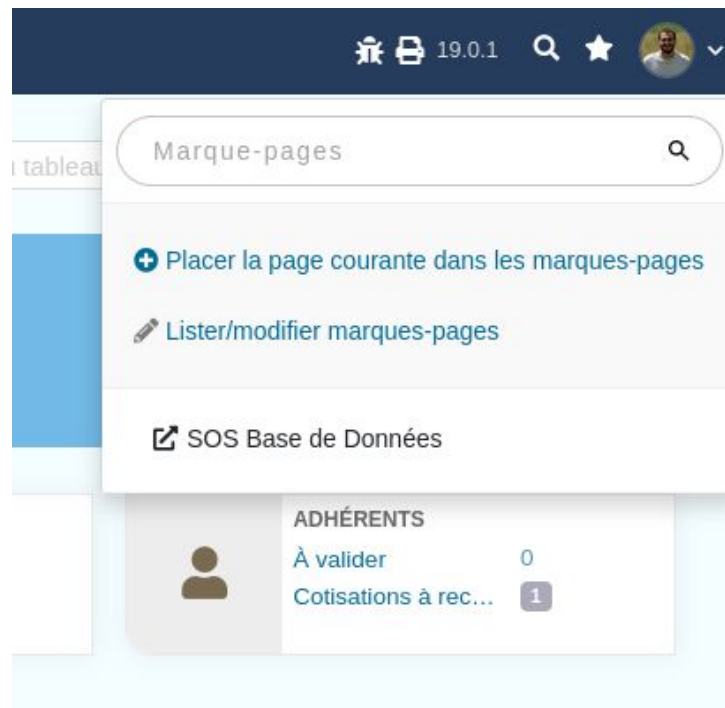 19.0.1
Marque-pages
tableau
Placer la page courante dans les marques-pages
Lister/modifier marques-pages
SOS Base de Données
ADHÉRENTS
À valider 0
Cotisations à rec... 1